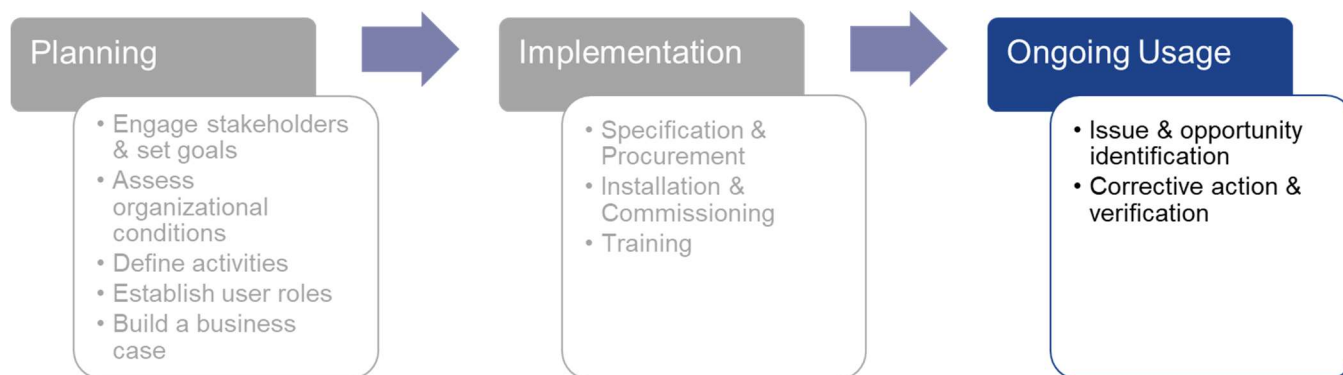 Planning
• Engage stakeholders
& set goals
• Assess
organizational
conditions
• Define activities
• Establish user roles
• Build a business
case
Implementation
• Specification &
Procurement
• Installation &
Commissioning
• Training
Ongoing Usage
• Issue & opportunity
identification
• Corrective action &
verification